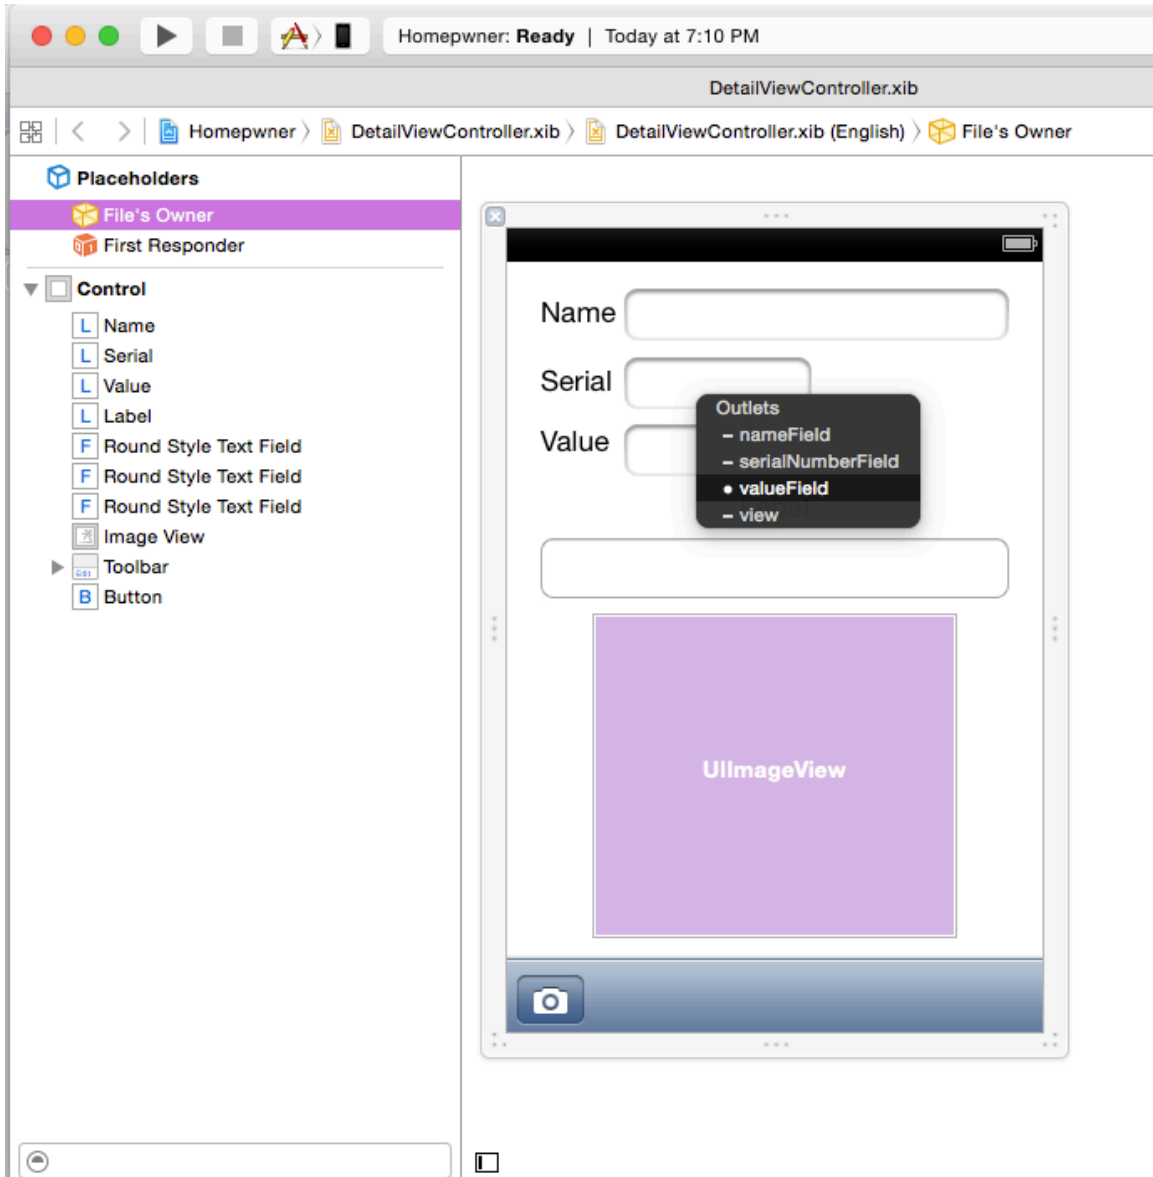 Homepwner: Ready | Today at 7:10 PM
DetailViewController.xib
Homepwner DetailViewController.xib DetailViewController.xib (English) File's Owner
Placeholders
File's Owner
First Responder
Control
L Name
L Serial
L Value
L Label
F Round Style Text Field
F Round Style Text Field
F Round Style Text Field
Image View
Toolbar
B Button
Name
Serial
Value
Outlets
– nameField
– serialNumberField
• valueField
– view
UIImageView